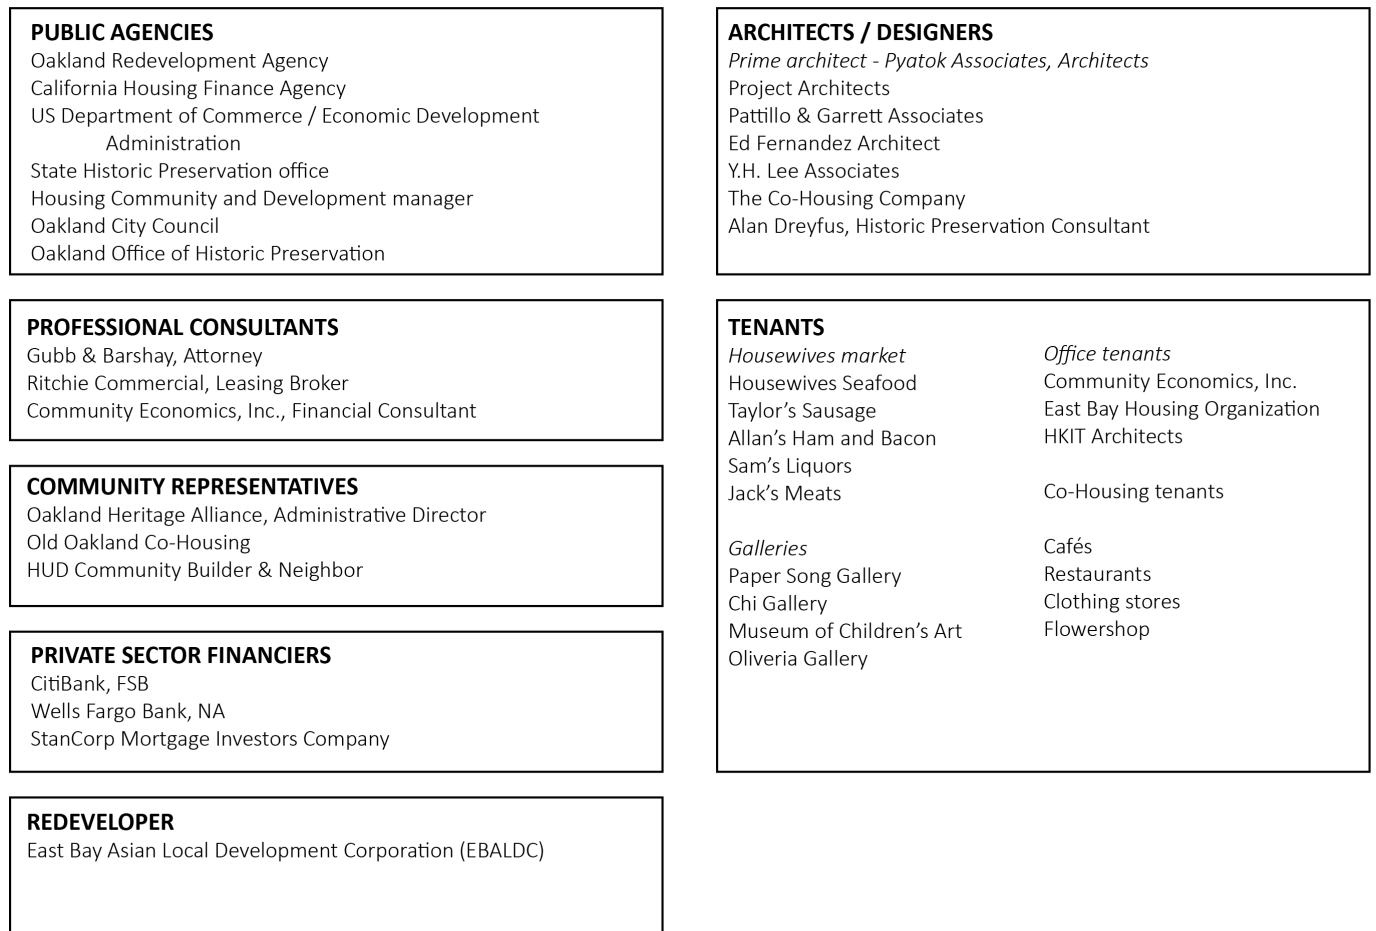 PUBLIC AGENCIES
Oakland Redevelopment Agency
California Housing Finance Agency
US Department of Commerce / Economic Development
Administration
State Historic Preservation office
Housing Community and Development manager
Oakland City Council
Oakland Office of Historic Preservation
ARCHITECTS / DESIGNERS
Prime architect - Pyatok Associates, Architects
Project Architects
Pattillo & Garrett Associates
Ed Fernandez Architect
Y.H. Lee Associates
The Co-Housing Company
Alan Dreyfus, Historic Preservation Consultant
PROFESSIONAL CONSULTANTS
Gubb & Barshay, Attorney
Ritchie Commercial, Leasing Broker
Community Economics, Inc., Financial Consultant
COMMUNITY REPRESENTATIVES
Oakland Heritage Alliance, Administrative Director
Old Oakland Co-Housing
HUD Community Builder & Neighbor
PRIVATE SECTOR FINANCIERS
CitiBank, FSB
Wells Fargo Bank, NA
StanCorp Mortgage Investors Company
TENANTS
Housewives market
Housewives Seafood
Taylor’s Sausage
Allan’s Ham and Bacon
Sam’s Liquors
Jack’s Meats
Galleries
Paper Song Gallery
Chi Gallery
Museum of Children’s Art
Oliveria Gallery
Office tenants
Community Economics, Inc.
East Bay Housing Organization
HKIT Architects
Co-Housing tenants
Cafés
Restaurants
Clothing stores
Flowershop
REDEVELOPER
East Bay Asian Local Development Corporation (EBALDC)